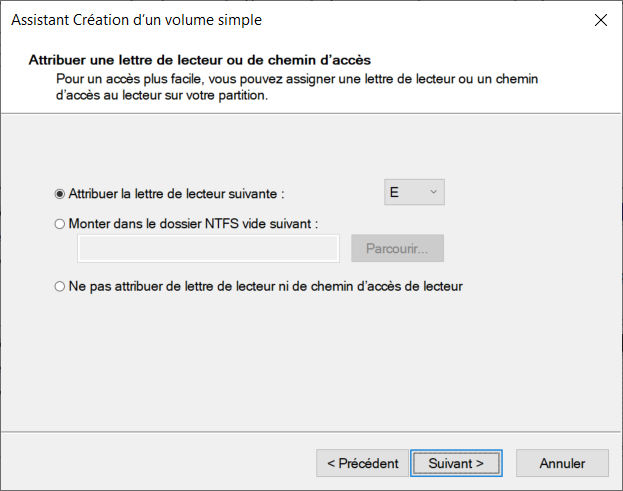 Assistant Création d'un volume simple
Attribuer une lettre de lecteur ou de chemin d'accès
Pour un accès plus facile, vous pouvez assigner une lettre de lecteur ou un chemin
d'accès au lecteur sur votre partition.
Attribuer la lettre de lecteur suivante : E
Monter dans le dossier NTFS vide suivant :
Parcourir...
Ne pas attribuer de lettre de lecteur ni de chemin d'accès de lecteur
< Précédent Suivant > Annuler